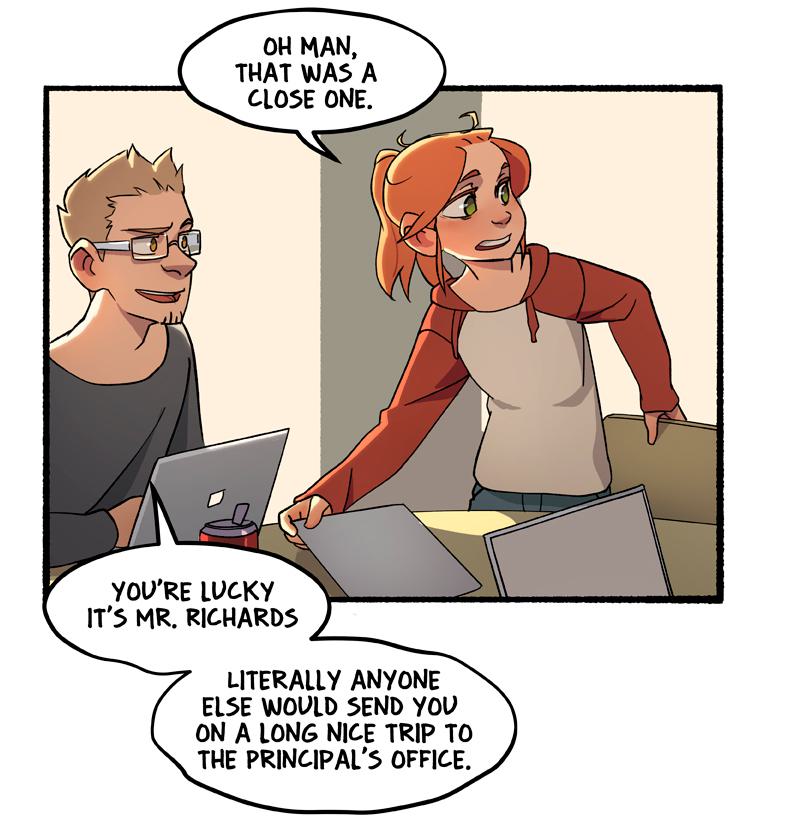 OH MAN,
THAT WAS A
CLOSE ONE.
YOU'RE LUCKY
IT'S MR. RICHARDS
LITERALLY ANYONE
ELSE WOULD SEND YOU
ON A LONG NICE TRIP TO
THE PRINCIPAL'S OFFICE.